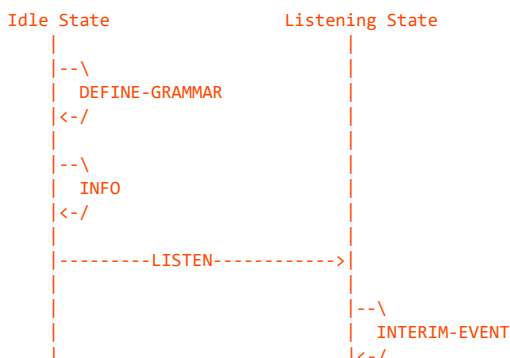 Idle State                   Listening State
     |                              |
     |--\                           |
     |  DEFINE-GRAMMAR              |
     |<-/                           |
     |                              |
     |--\                           |
     |  INFO                        |
     |<-/                           |
     |                              |
     |---------LISTEN------------>|
     |                              |
     |                              |--\
     |                              |  INTERIM-EVENT
     |                              |<-/